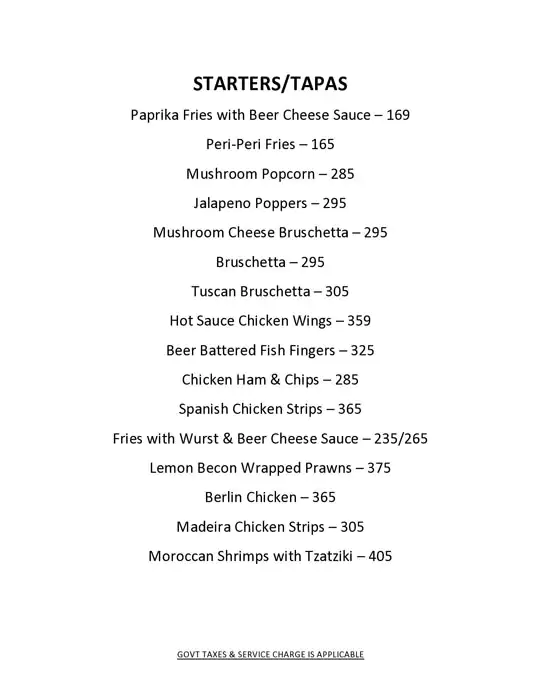 STARTERS/TAPAS
Paprika Fries with Beer Cheese Sauce – 169
Peri-Peri Fries – 165
Mushroom Popcorn – 285
Jalapeno Poppers – 295
Mushroom Cheese Bruschetta – 295
Bruschetta – 295
Tuscan Bruschetta – 305
Hot Sauce Chicken Wings – 359
Beer Battered Fish Fingers – 325
Chicken Ham & Chips – 285
Spanish Chicken Strips – 365
Fries with Wurst & Beer Cheese Sauce – 235/265
Lemon Becon Wrapped Prawns – 375
Berlin Chicken – 365
Madeira Chicken Strips – 305
Moroccan Shrimps with Tzatziki – 405
GOVT TAXES & SERVICE CHARGE IS APPLICABLE